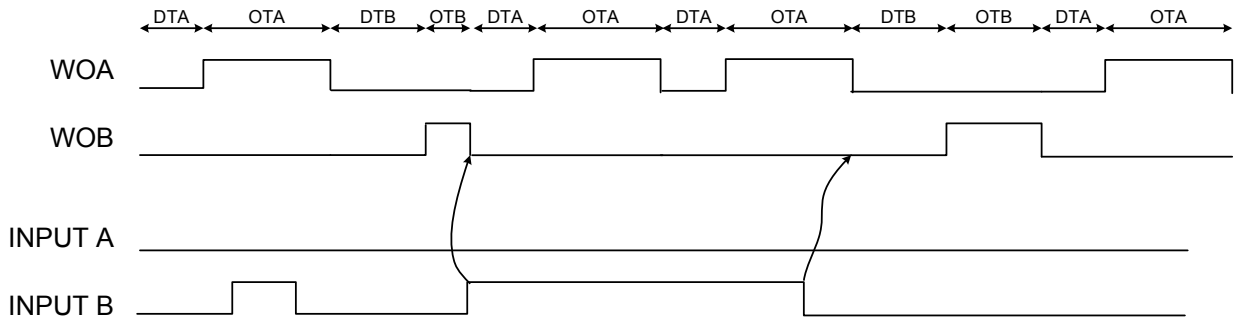 DTA OTA DTB OTB DTA OTA DTA OTA DTB OTB DTA OTA
WOA
WOB
INPUT A
INPUT B